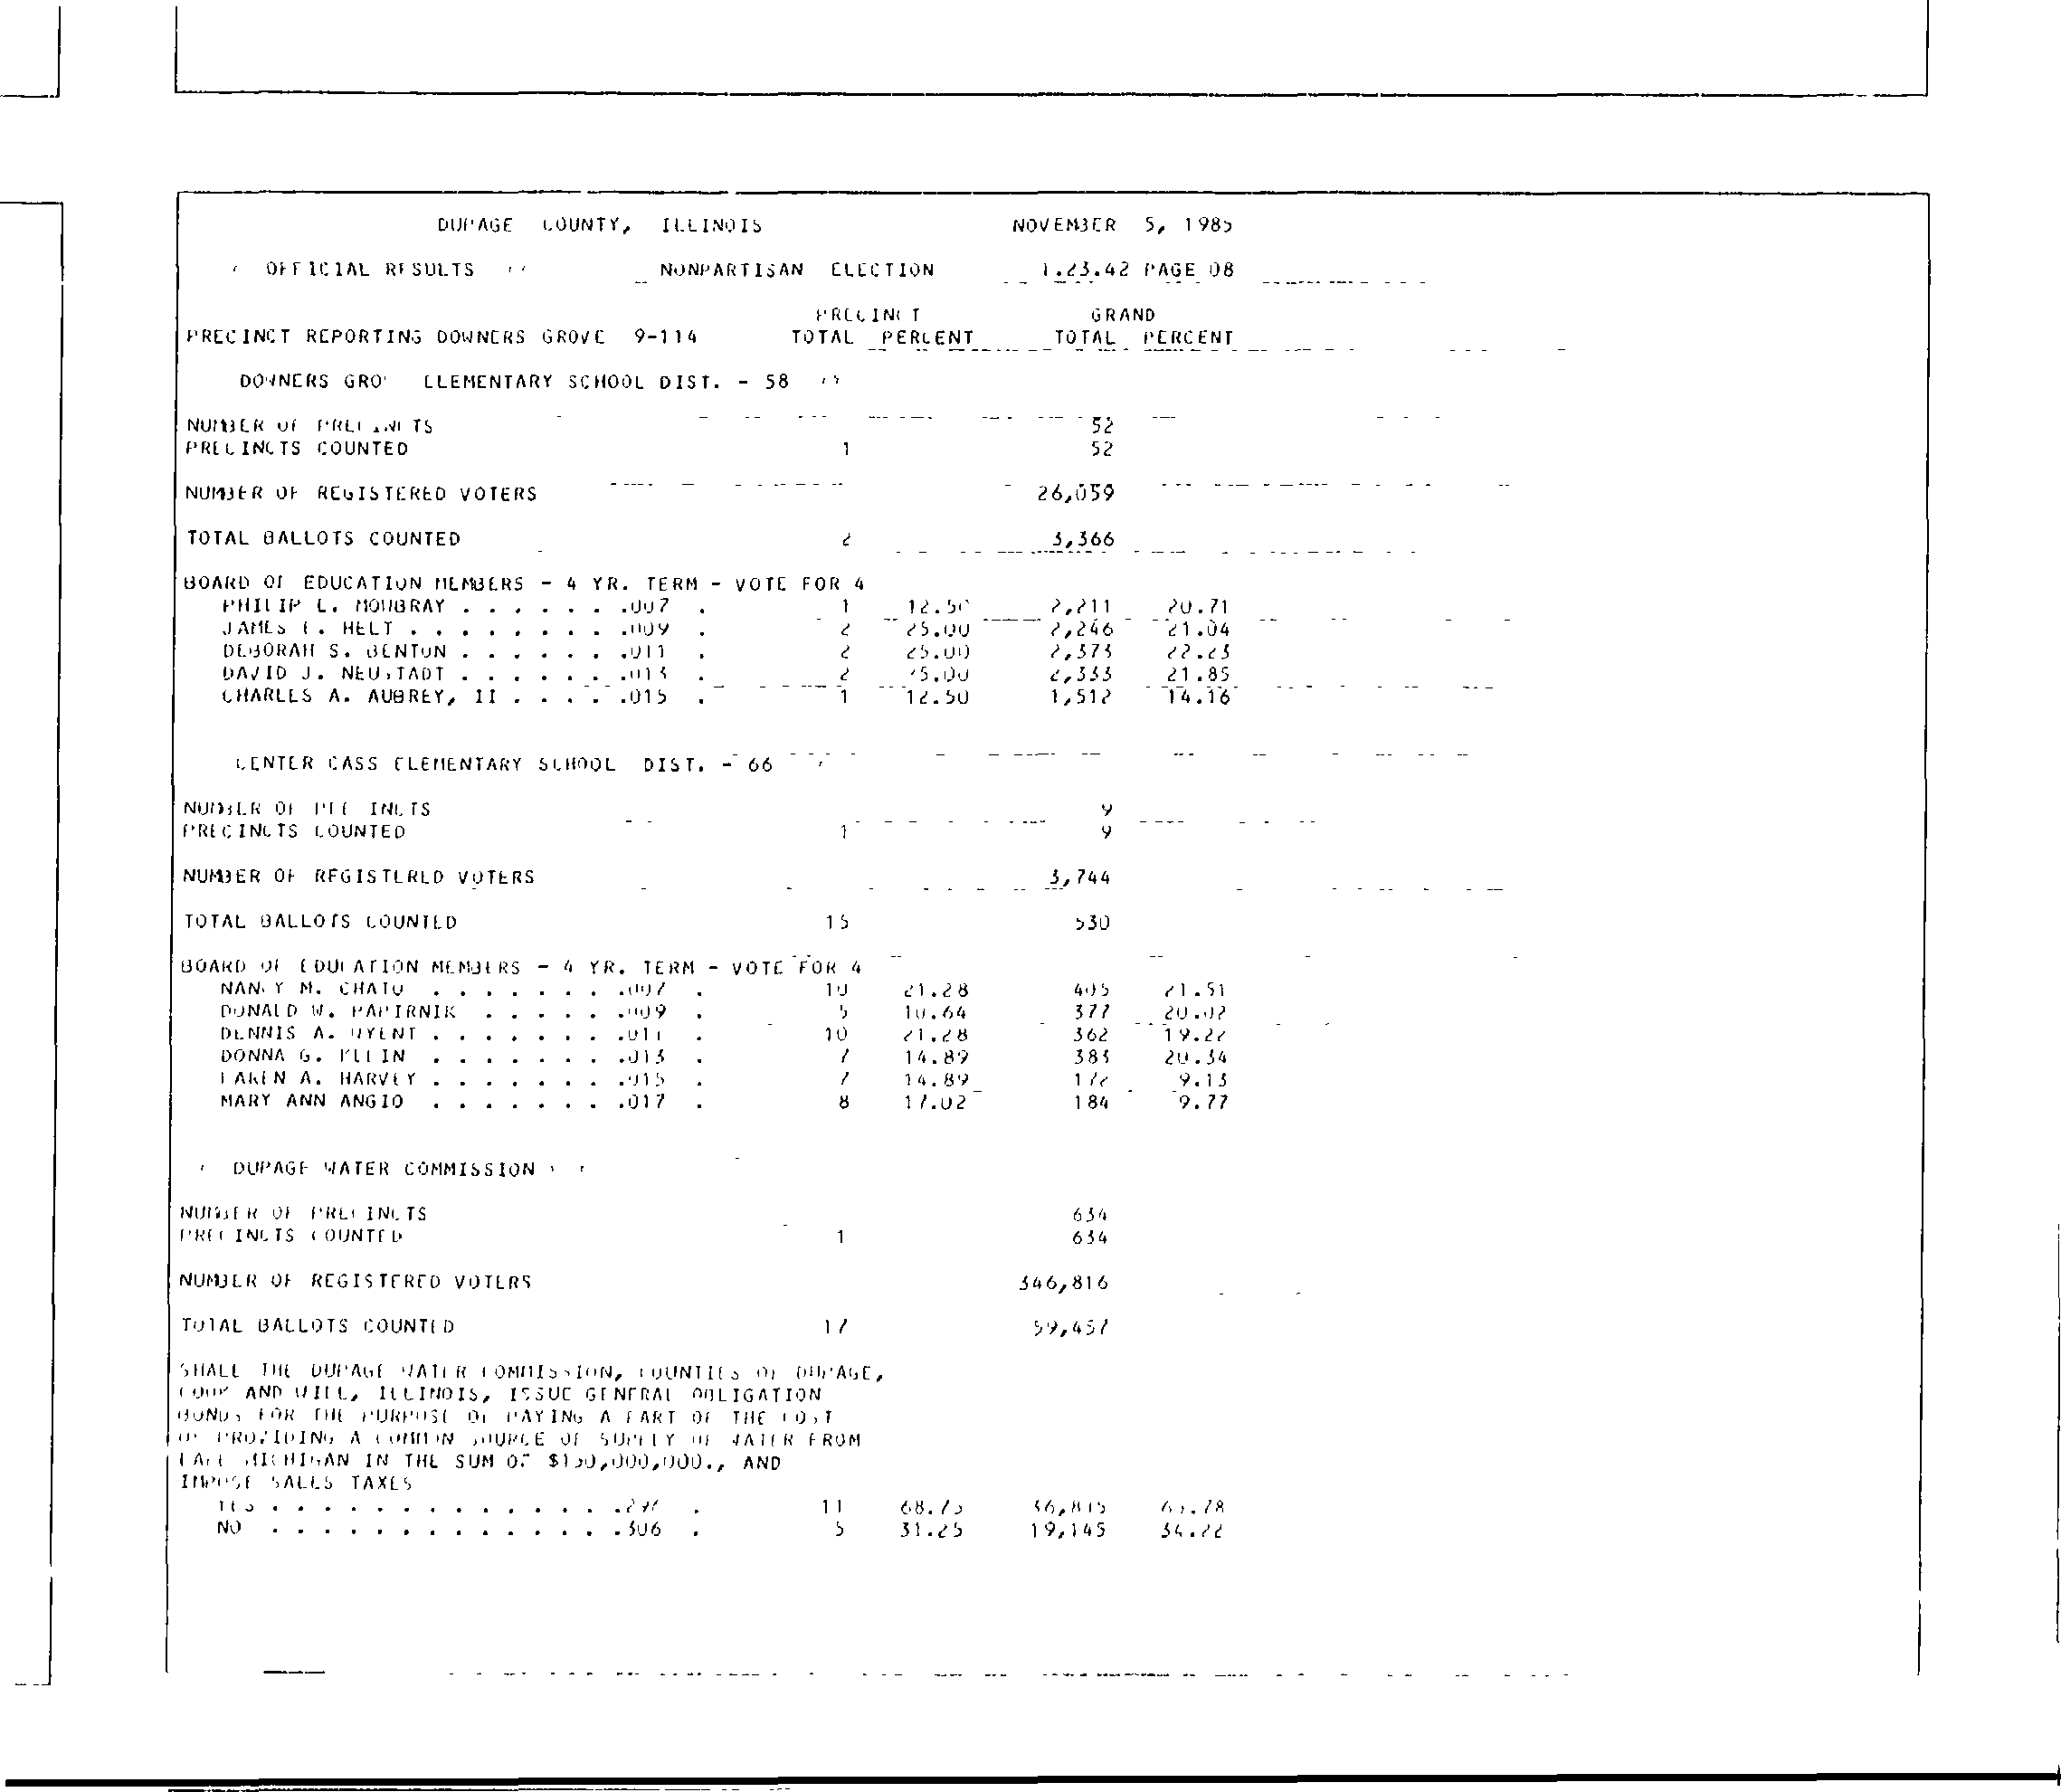 DUPAGE COUNTY, ILLINOIS NOVEMBER 5, 1985
OFFICIAL RESULTS NONPARTISAN ELECTION 1.23.42 PAGE 08
PRECINCT GRAND
PRECINCT REPORTING DOWNERS GROVE 9-114 TOTAL PERCENT TOTAL PERCENT
DOWNERS GRO ELEMENTARY SCHOOL DIST. - 58
NUMBER OF PRECINCTS 52
PRECINCTS COUNTED 1 52
NUMBER OF REGISTERED VOTERS 26,059
TOTAL BALLOTS COUNTED 2 3,366
BOARD OF EDUCATION MEMBERS - 4 YR. TERM - VOTE FOR 4
PHILIP L. MOWBRAY . . . . . . .007 . 1 12.50 2,211 20.71
JAMES HELT . . . . . . . . .009 . 2 25.00 2,246 21.04
DEBORAH S. BENTON . . . . . . .011 . 2 25.00 2,373 22.23
DAVID J. NEUSTADT . . . . . . .013 . 2 25.00 2,333 21.85
CHARLES A. AUBREY, II . . . . .015 . 1 12.50 1,512 14.16
CENTER CASS ELEMENTARY SCHOOL DIST. - 66
NUMBER OF PRECINCTS 9
PRECINCTS COUNTED 1 9
NUMBER OF REGISTERED VOTERS 3,744
TOTAL BALLOTS COUNTED 15 530
BOARD OF EDUCATION MEMBERS - 4 YR. TERM - VOTE FOR 4
NANCY M. CHATO . . . . . . . .007 . 10 21.28 405 21.51
DONALD W. PAPIRNIK . . . . . .009 . 5 10.64 377 20.02
DENNIS A. . . . . . . . .011 . 10 21.28 362 19.22
DONNA G. . . . . . . . .013 . 7 14.89 383 20.34
KAREN A. HARVEY . . . . . . . .015 . 7 14.89 172 9.13
MARY ANN ANGIO . . . . . . . .017 . 8 17.02 184 9.77
DUPAGE WATER COMMISSION
NUMBER OF PRECINCTS 634
PRECINCTS COUNTED 1 634
NUMBER OF REGISTERED VOTERS 346,816
TOTAL BALLOTS COUNTED 17 59,457
SHALL THE DUPAGE WATER COMMISSION, COUNTIES OF DUPAGE,
COOK AND WILL, ILLINOIS, ISSUE GENERAL OBLIGATION
BONDS FOR THE PURPOSE OF PAYING A PART OF THE COST
OF PROVIDING A COMMON SOURCE OF SUPPLY OF WATER FROM
LAKE MICHIGAN IN THE SUM OF $130,000,000., AND
IMPOSE SALES TAXES
YES . . . . . . . . . . . . . . 11 68.75 36,815 65.78
NO . . . . . . . . . . . . . .306 . 5 31.25 19,145 34.22